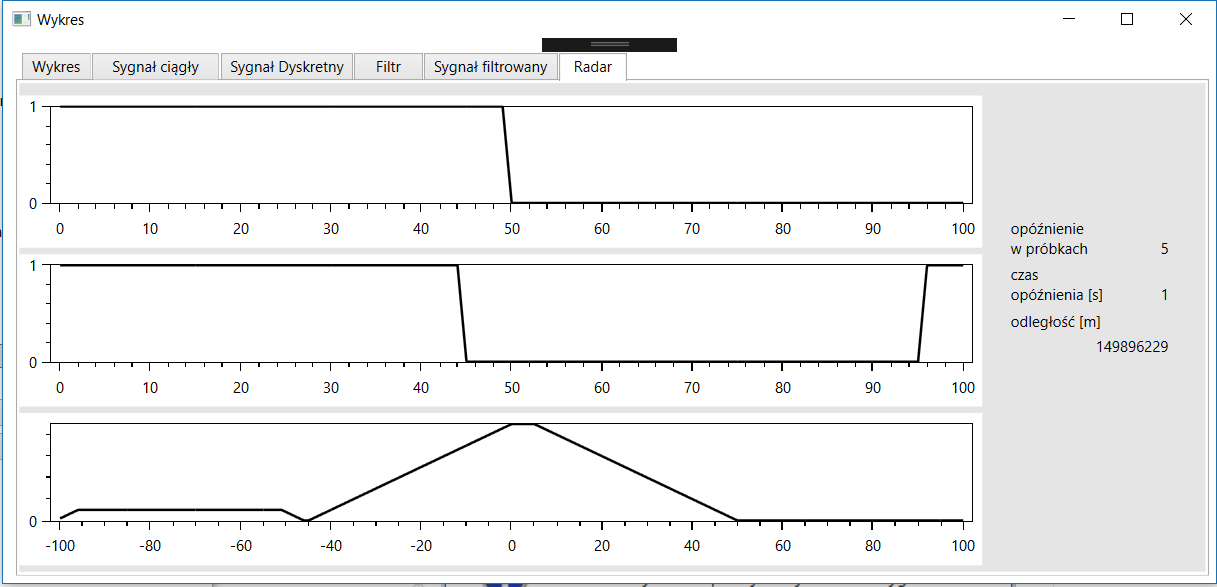 Wykres
Wykres Sygnał ciągły Sygnał Dyskretny Filtr Sygnał filtrowany Radar
1
0
0 10 20 30 40 50 60 70 80 90 100
1
0
0 10 20 30 40 50 60 70 80 90 100
0
-100 -80 -60 -40 -20 0 20 40 60 80 100
opóźnienie
w próbkach 5
czas
opóźnienia [s] 1
odległość [m]
149896229